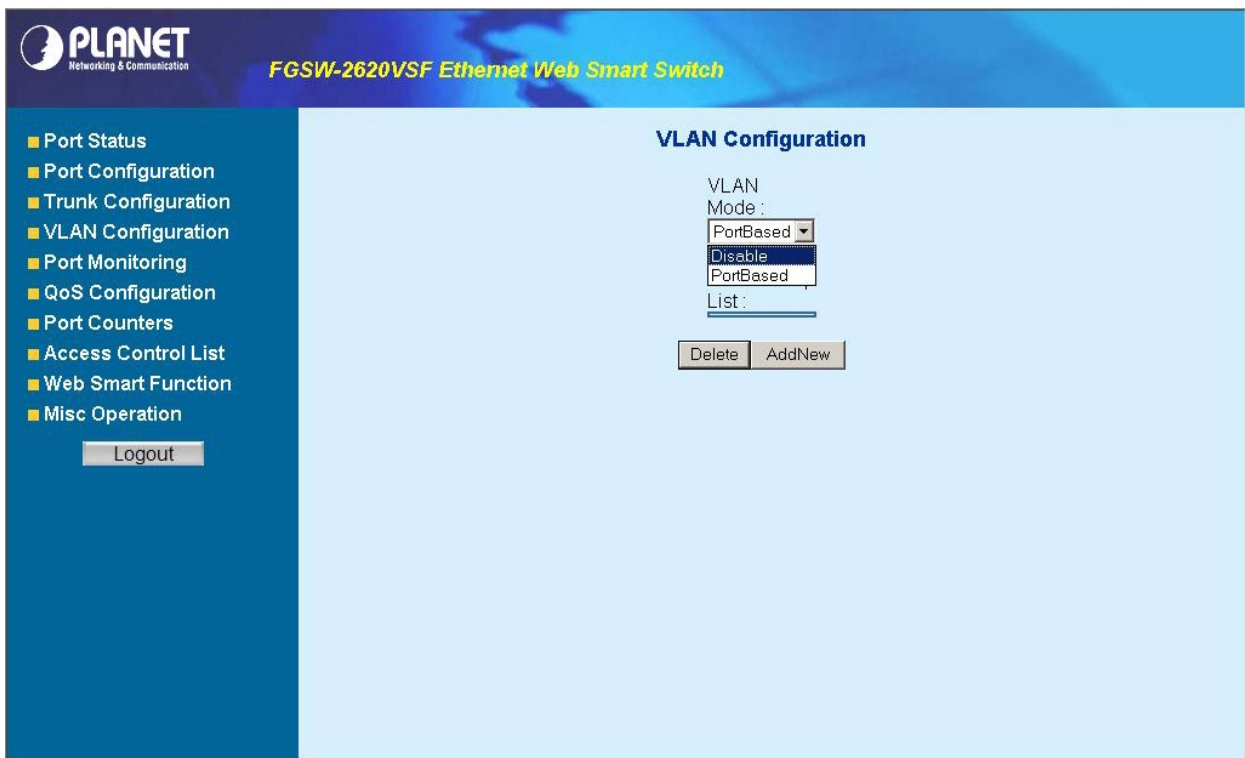 PLANET
Networking & Communication
FGSW-2620VSF Ethernet Web Smart Switch
Port Status
Port Configuration
Trunk Configuration
VLAN Configuration
Port Monitoring
QoS Configuration
Port Counters
Access Control List
Web Smart Function
Misc Operation
Logout
VLAN Configuration
VLAN
Mode :
PortBased
Disable
PortBased
List :
Delete AddNew